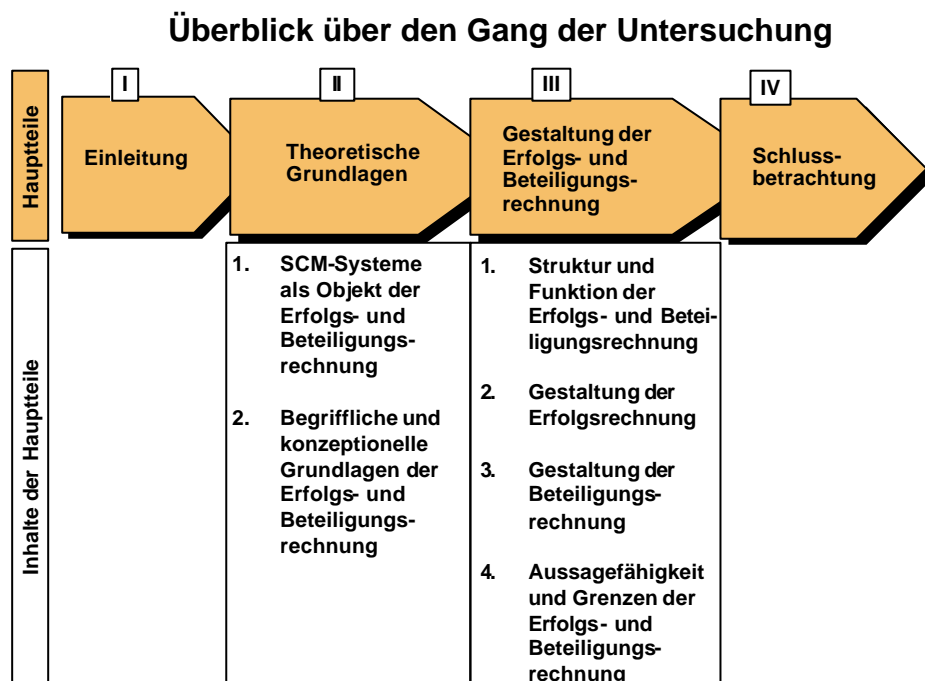 Überblick über den Gang der Untersuchung
Hauptteile
I
Einleitung
II
Theoretische
Grundlagen
III
Gestaltung der
Erfolgs- und
Beteiligungs-
rechnung
IV
Schluss-
betrachtung
Inhalte der Hauptteile
1. SCM-Systeme
als Objekt der
Erfolgs- und
Beteiligungs-
rechnung
2. Begriffliche und
konzeptionelle
Grundlagen der
Erfolgs- und
Beteiligungs-
rechnung
1. Struktur und
Funktion der
Erfolgs- und Betei-
ligungsrechnung
2. Gestaltung der
Erfolgsrechnung
3. Gestaltung der
Beteiligungs-
rechnung
4. Aussagefähigkeit
und Grenzen der
Erfolgs- und
Beteiligungs-
rechnung